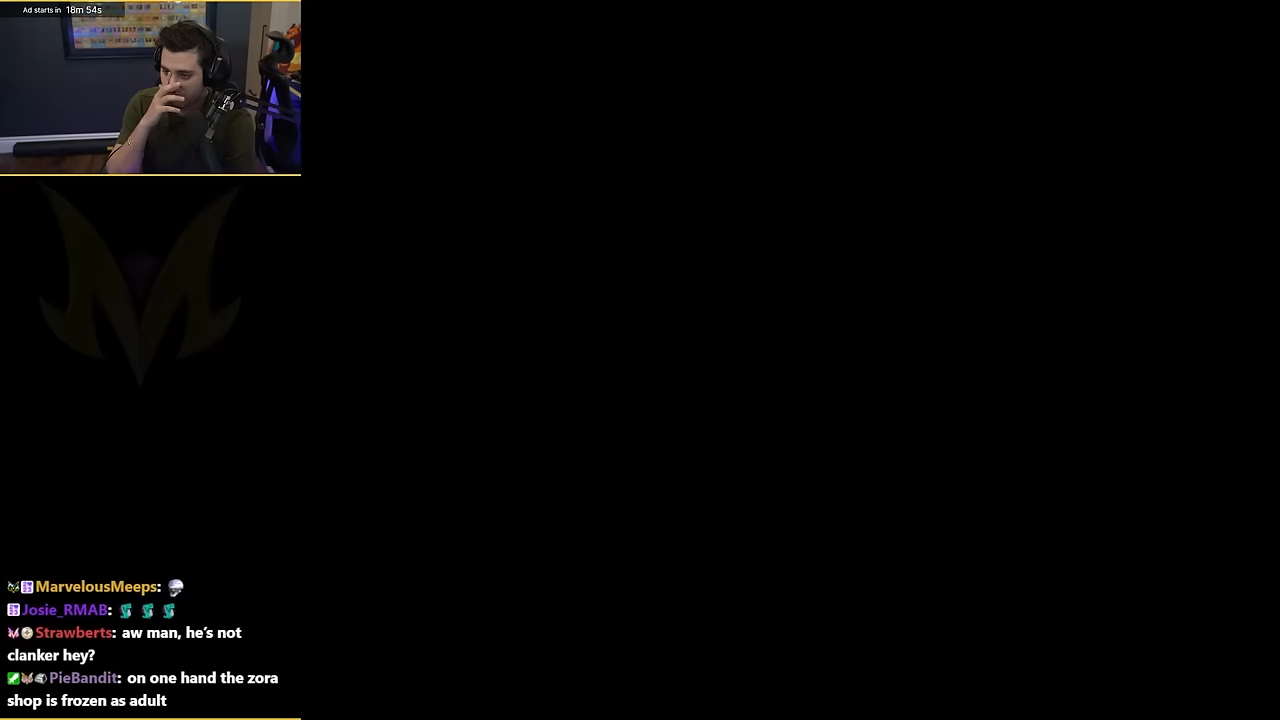 Ad starts in 18m 54s
MarvelousMeeps:
Josie_RMAB:
Strawberts: aw man, he’s not
clanker hey?
PieBandit: on one hand the zora
shop is frozen as adult